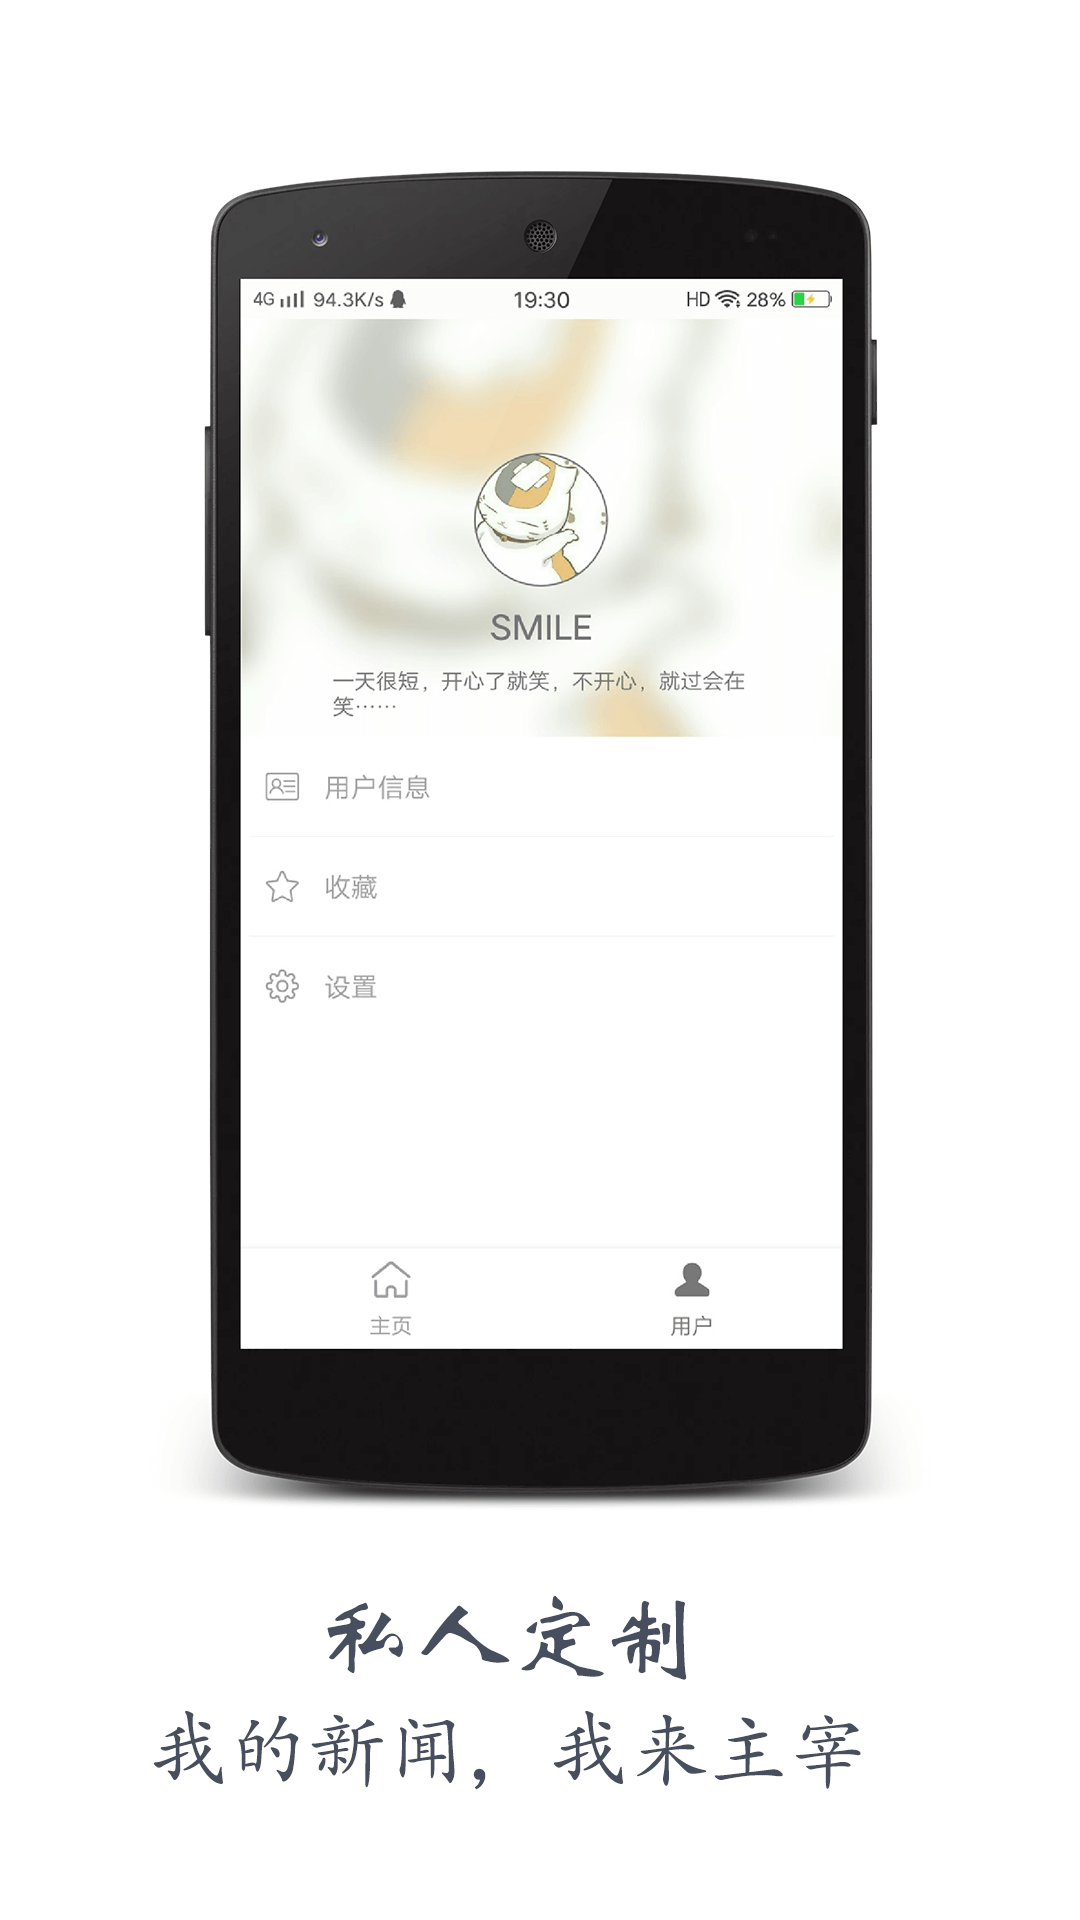 4G 94.3K/s 19:30 HD 28%
SMILE
一天很短，开心了就笑，不开心，就过会在
笑……
用户信息
收藏
设置
主页 用户
私人定制
我的新闻，我来主宰